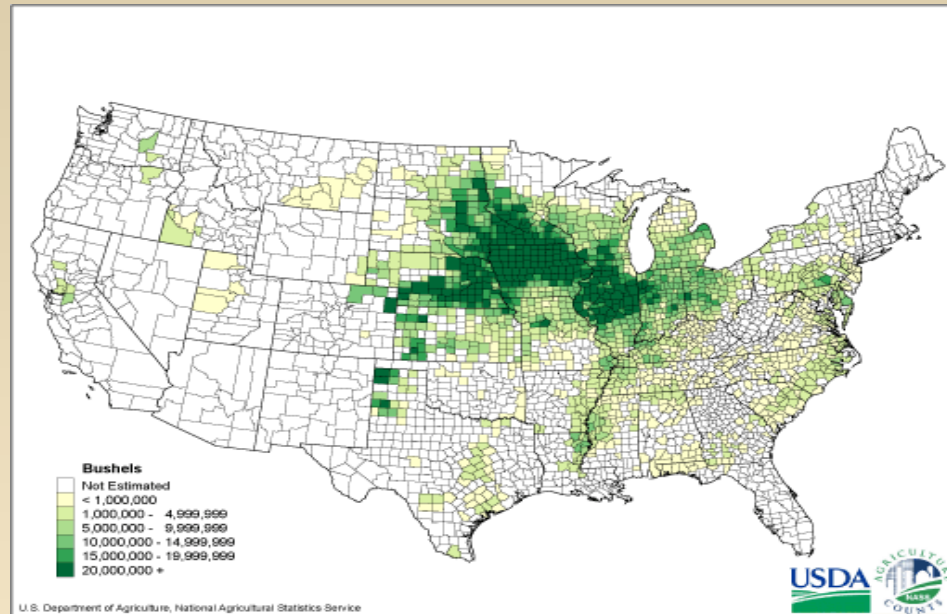 Bushels
Not Estimated
< 1,000,000
1,000,000 - 4,999,999
5,000,000 - 9,999,999
10,000,000 - 14,999,999
15,000,000 - 19,999,999
20,000,000 +
U.S. Department of Agriculture, National Agricultural Statistics Service
USDA
AGRICULTURE
NASS
COUNTS